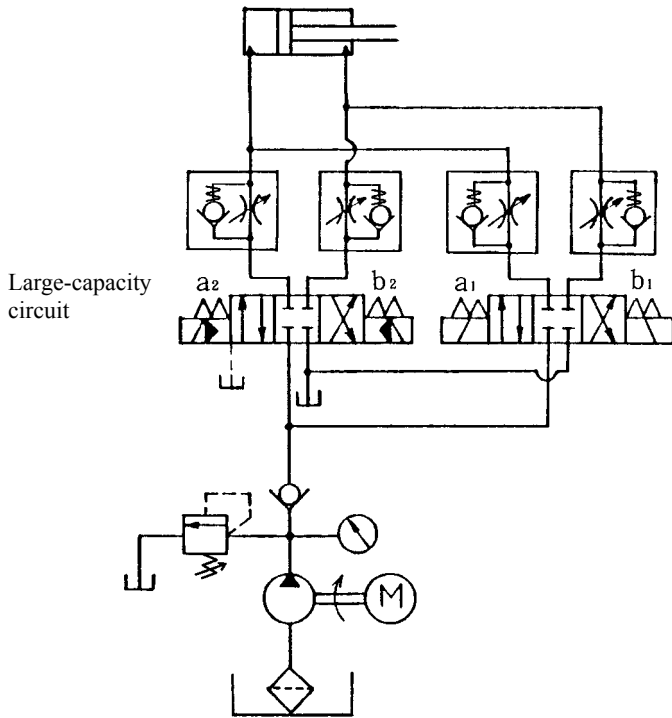 Large-capacity
circuit
a₂
b₂
a₁
b₁
M